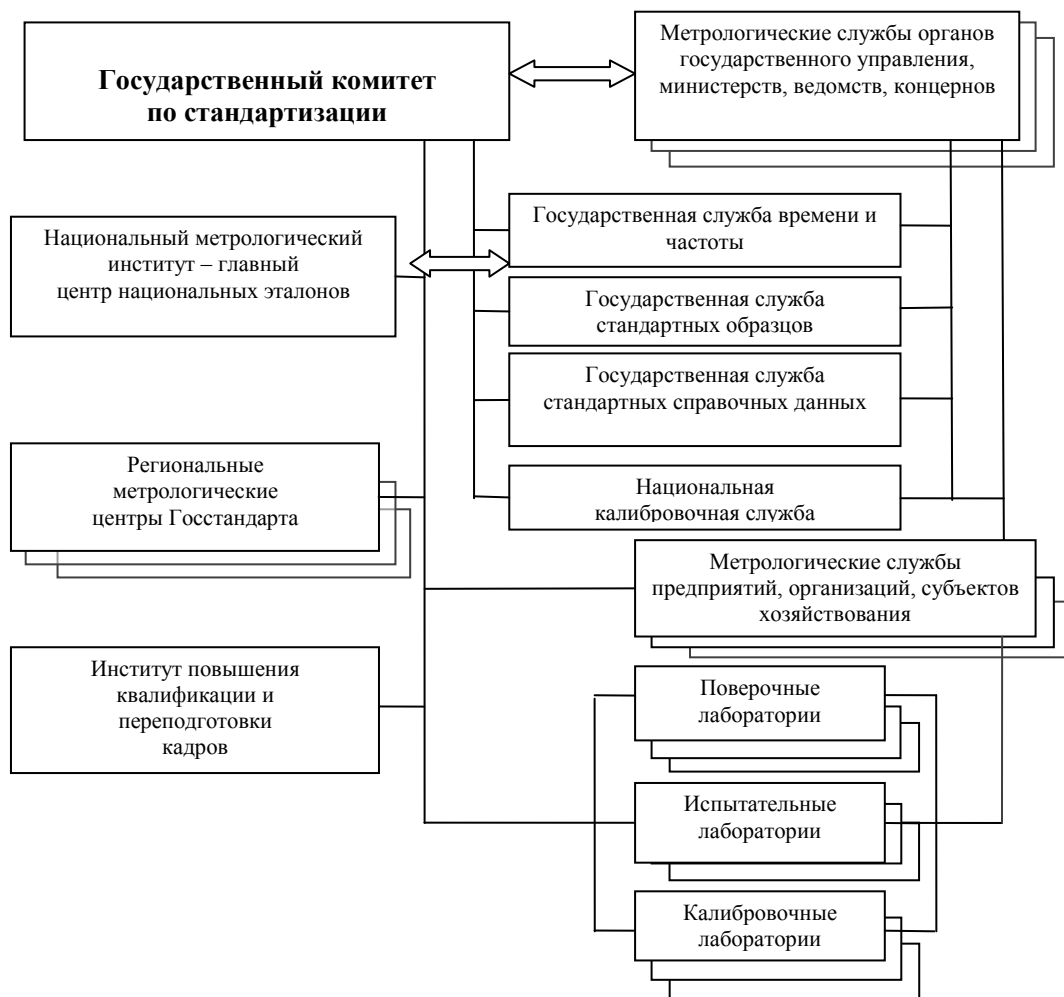 Государственный комитет
по стандартизации
Метрологические службы органов
государственного управления,
министерств, ведомств, концернов
Национальный метрологический
институт – главный
центр национальных эталонов
Государственная служба времени и
частоты
Государственная служба
стандартных образцов
Государственная служба
стандартных справочных данных
Региональные
метрологические
центры Госстандарта
Национальная
калибровочная служба
Метрологические службы
предприятий, организаций, субъектов
хозяйствования
Институт повышения
квалификации и
переподготовки
кадров
Поверочные
лаборатории
Испытательные
лаборатории
Калибровочные
лаборатории